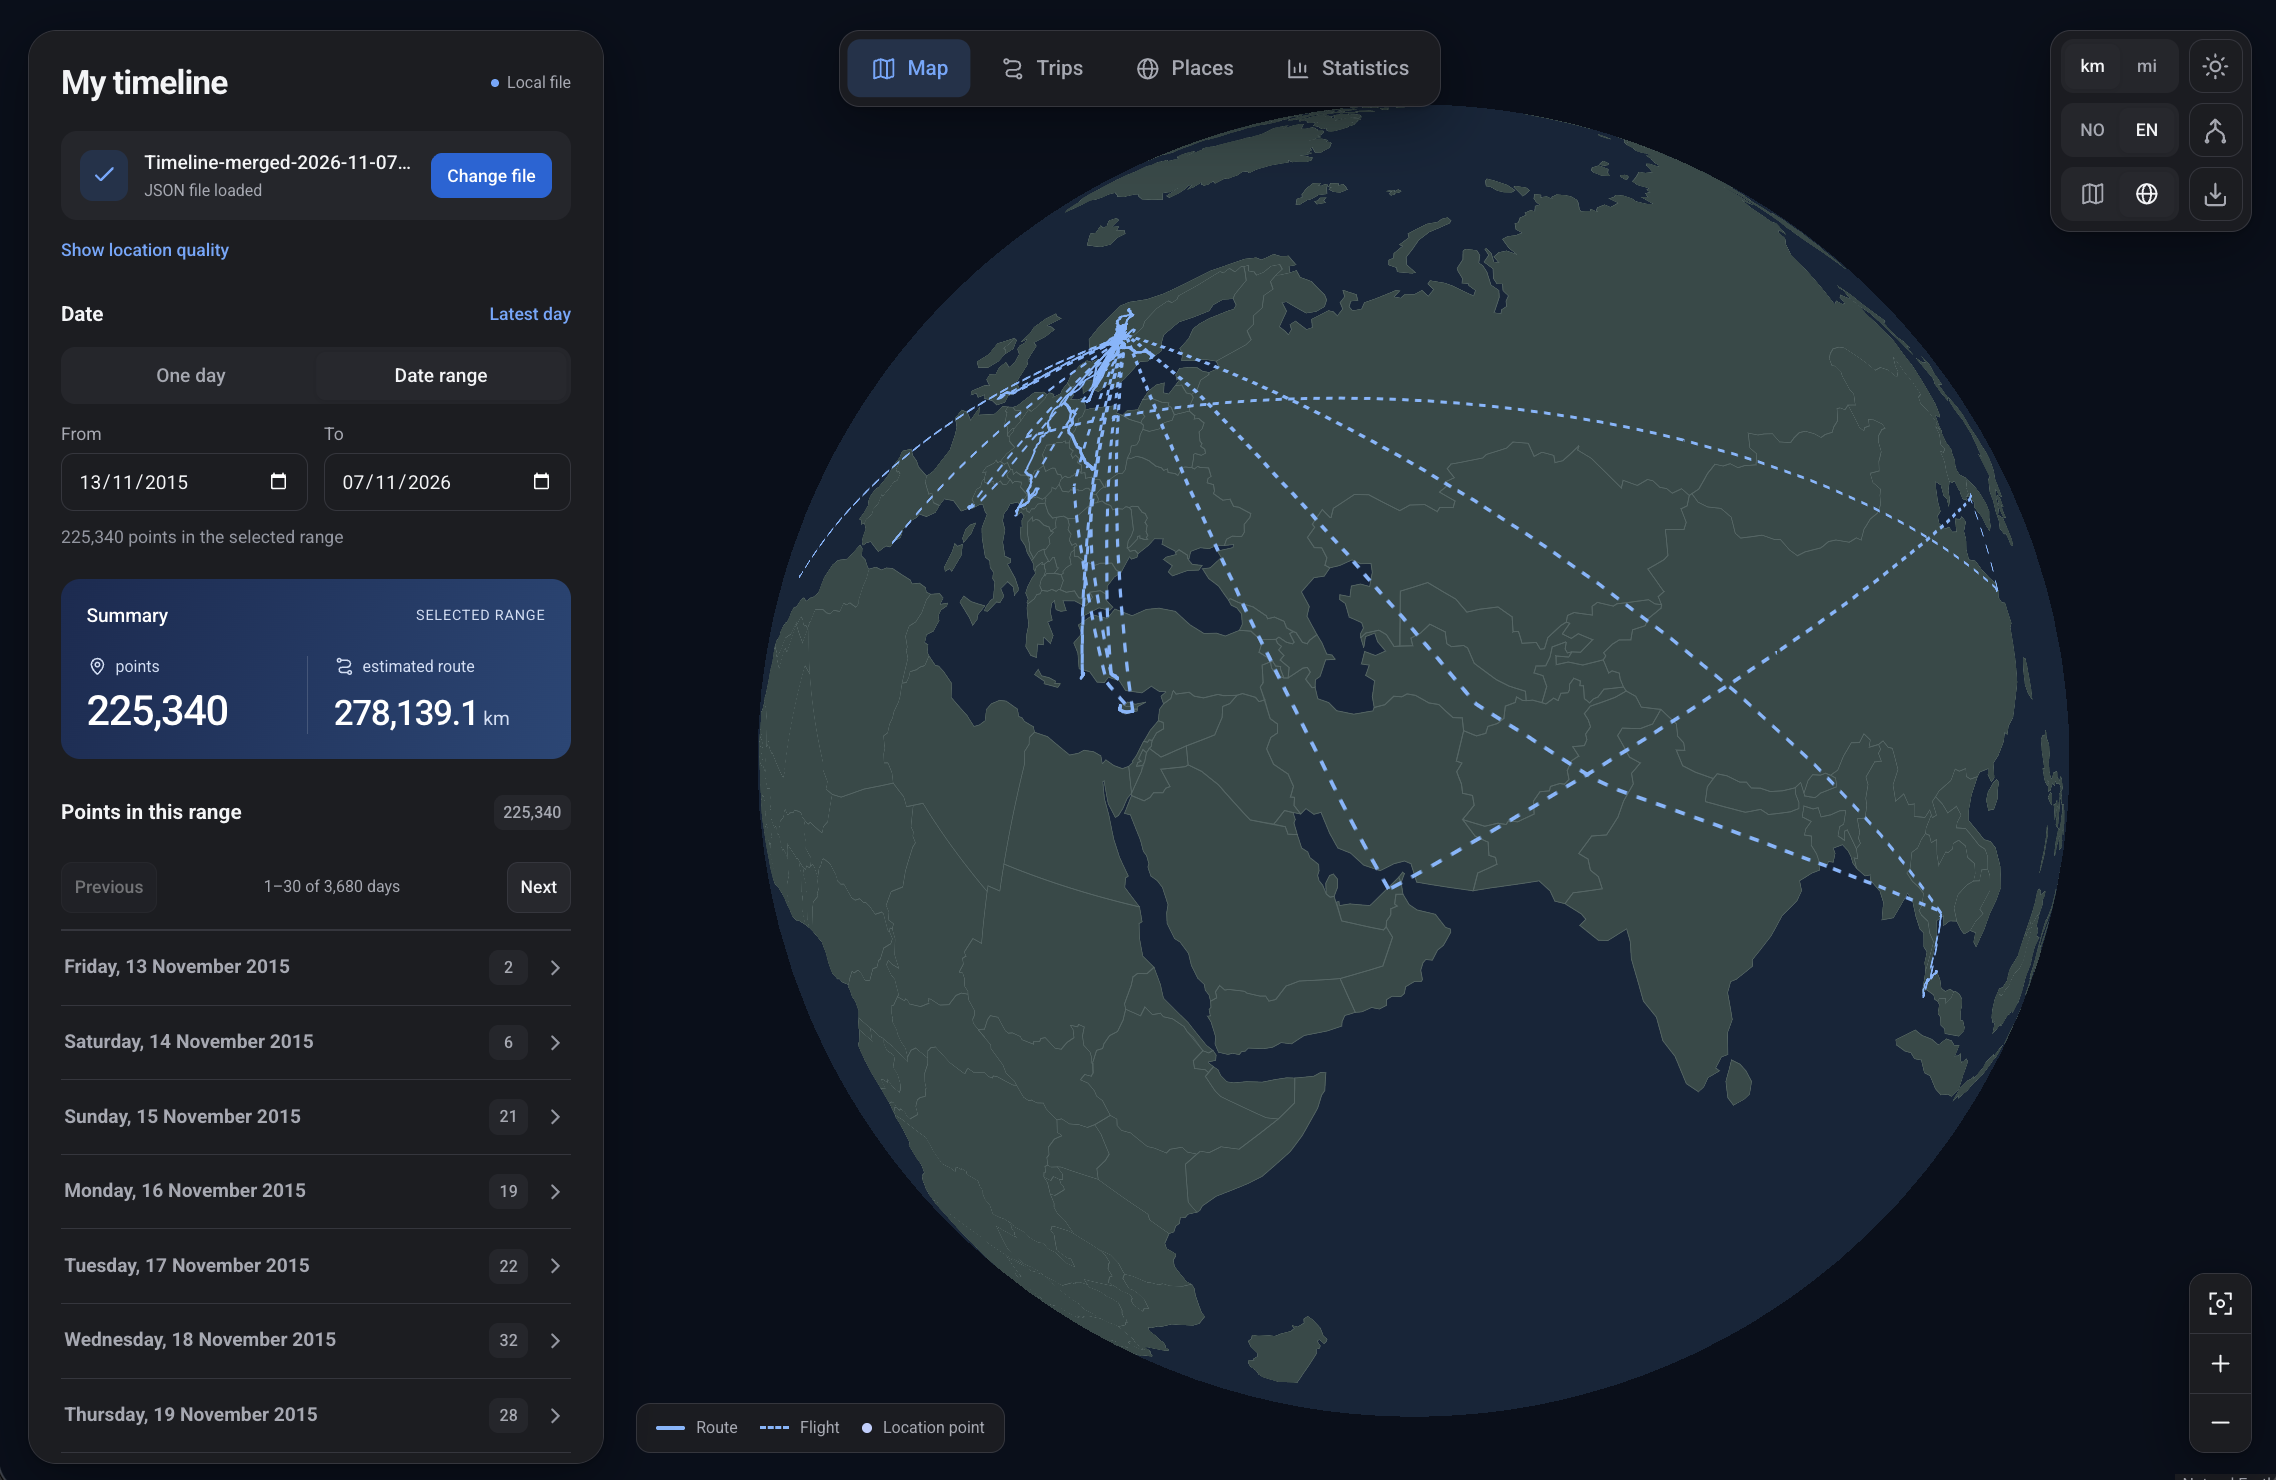 My timeline
Local file
Timeline-merged-2026-11-07...
JSON file loaded
Change file
Show location quality
Date
Latest day
One day
Date range
From
To
13/11/2015
07/11/2026
225,340 points in the selected range
Summary
SELECTED RANGE
points
estimated route
225,340
278,139.1 km
Points in this range
225,340
Previous
1–30 of 3,680 days
Next
Friday, 13 November 2015
2
Saturday, 14 November 2015
6
Sunday, 15 November 2015
21
Monday, 16 November 2015
19
Tuesday, 17 November 2015
22
Wednesday, 18 November 2015
32
Thursday, 19 November 2015
28
Map
Trips
Places
Statistics
km
mi
NO
EN
Route
Flight
Location point